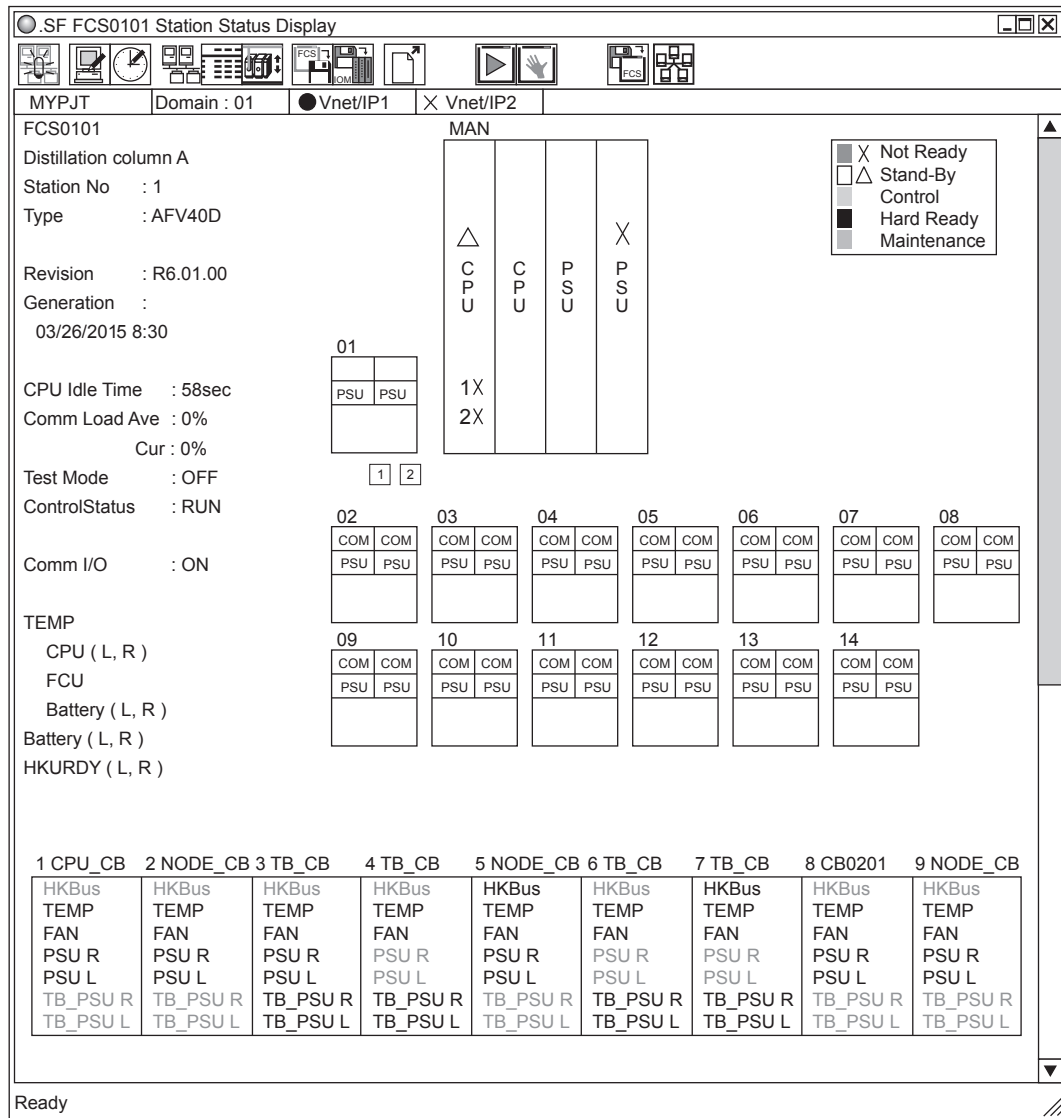 .SF FCS0101 Station Status Display
FCS
IOM
FCS
MYPJT Domain : 01 ●Vnet/IP1 X Vnet/IP2
FCS0101
Distillation column A
Station No : 1
Type : AFV40D
Revision : R6.01.00
Generation :
03/26/2015 8:30
CPU Idle Time : 58sec
Comm Load Ave : 0%
Cur : 0%
Test Mode : OFF
ControlStatus : RUN
Comm I/O : ON
TEMP
CPU ( L, R )
FCU
Battery ( L, R )
Battery ( L, R )
HKURDY ( L, R )
MAN
△ X
CPU CPU PSU PSU
1X
2X
X Not Ready
△ Stand-By
Control
Hard Ready
Maintenance
01
PSU PSU
1 2
02 03 04 05 06 07 08
COM COM COM COM COM COM COM COM COM COM COM COM COM COM
PSU PSU PSU PSU PSU PSU PSU PSU PSU PSU PSU PSU PSU PSU
09 10 11 12 13 14
COM COM COM COM COM COM COM COM COM COM COM COM
PSU PSU PSU PSU PSU PSU PSU PSU PSU PSU PSU PSU
1 CPU_CB 2 NODE_CB 3 TB_CB 4 TB_CB 5 NODE_CB 6 TB_CB 7 TB_CB 8 CB0201 9 NODE_CB
HKBus HKBus HKBus HKBus HKBus HKBus HKBus HKBus HKBus
TEMP TEMP TEMP TEMP TEMP TEMP TEMP TEMP TEMP
FAN FAN FAN FAN FAN FAN FAN FAN FAN
PSU R PSU R PSU R PSU R PSU R PSU R PSU R PSU R PSU R
PSU L PSU L PSU L PSU L PSU L PSU L PSU L PSU L PSU L
TB_PSU R TB_PSU R TB_PSU R TB_PSU R TB_PSU R TB_PSU R TB_PSU R TB_PSU R TB_PSU R
TB_PSU L TB_PSU L TB_PSU L TB_PSU L TB_PSU L TB_PSU L TB_PSU L TB_PSU L TB_PSU L
Ready